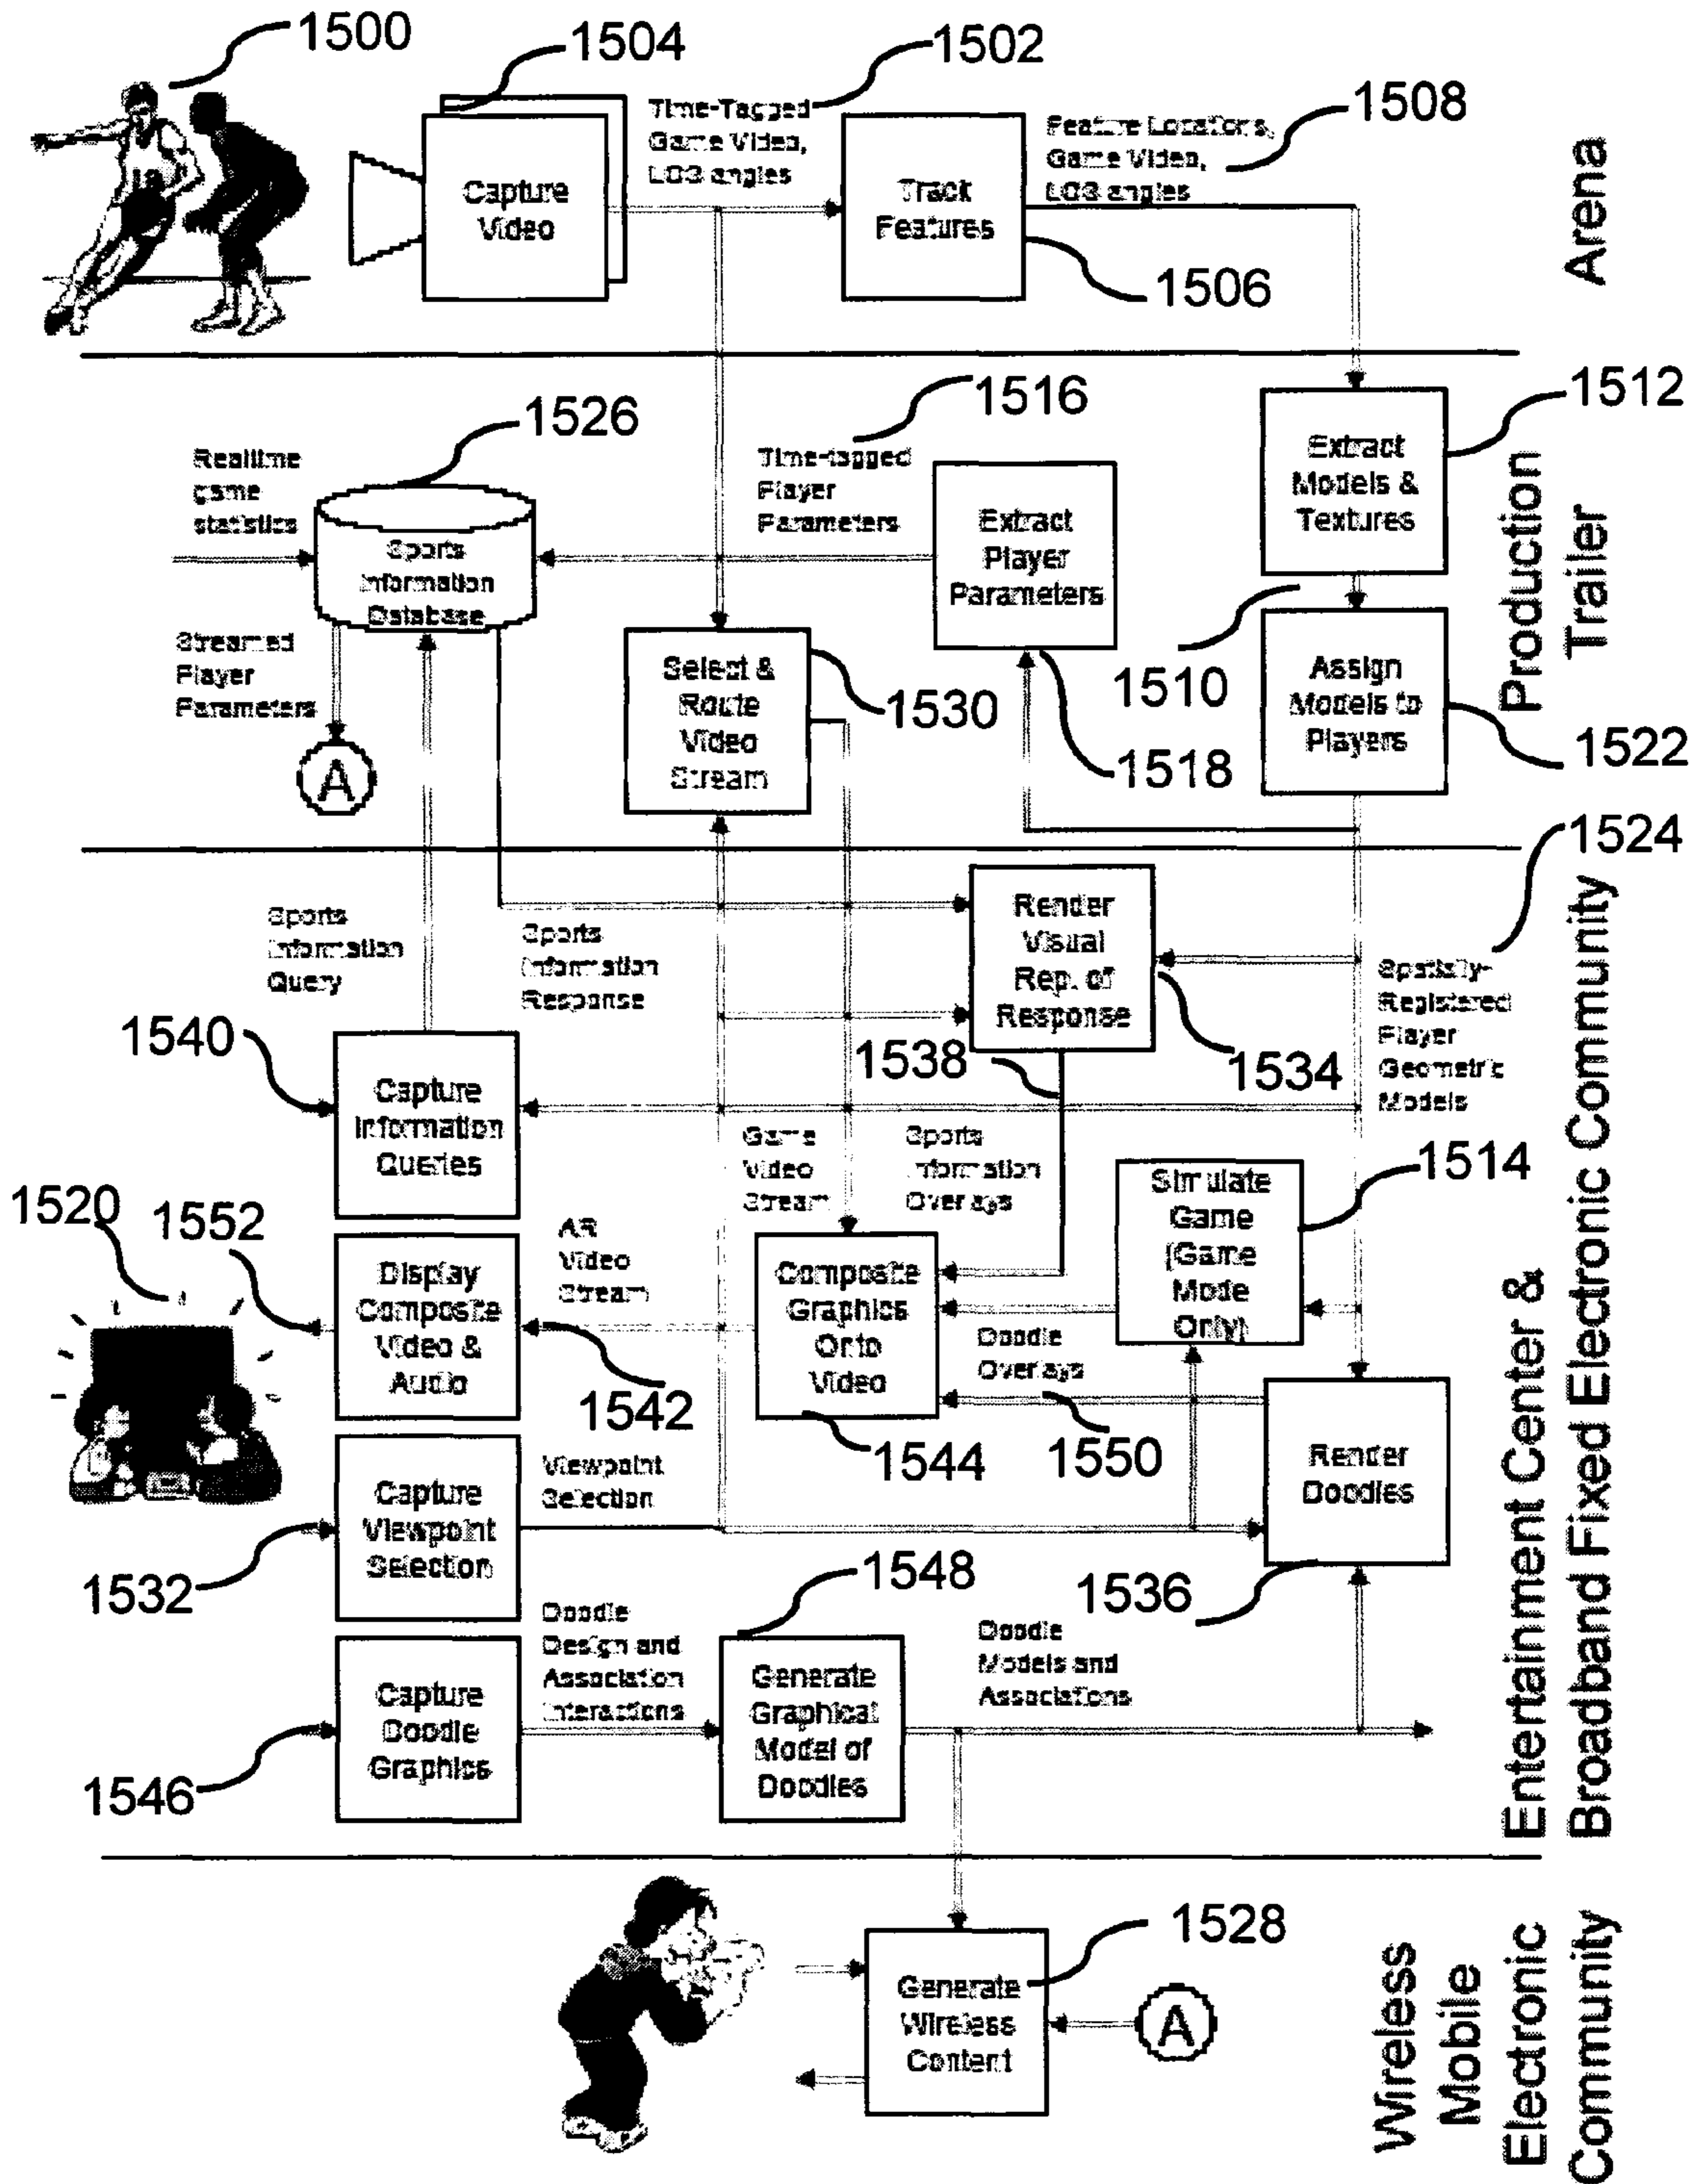 1500
1504
1502
1508
Time-Tagged
Game Video,
LOS angles
Feature Locations,
Game Video,
LOS angles
Capture
Video
Track
Features
1506
Arena
1526
1516
1512
Realtime
game
statistics
Time-tagged
Player
Parameters
Sports
Information
Database
Extract
Player
Parameters
Extract
Models &
Textures
Streamed
Player
Parameters
A
Select &
Route
Video
Stream
1530
1510
1518
Assign
Models to
Players
1522
Production
Trailer
1524
Sports
Information
Query
Sports
Information
Response
Render
Visual
Rep. of
Response
Spatially-
Registered
Player
Geometric
Models
1540
1538
1534
Capture
Information
Queries
Game
Video
Stream
Sports
Information
Overlays
1514
Simulate
Game
(Game
Mode
Only)
1520
1552
AR
Video
Stream
Display
Composite
Video &
Audio
Composite
Graphics
Onto
Video
Doodle
Overlays
1542
1544
1550
Render
Doodles
Viewpoint
Selection
Capture
Viewpoint
Selection
1532
1548
1536
Doodle
Design and
Association
Interactions
Doodle
Models and
Associations
Capture
Doodle
Graphics
Generate
Graphical
Model of
Doodles
1546
Entertainment Center &
Broadband Fixed Electronic Community
1528
Generate
Wireless
Content
A
Wireless
Mobile
Electronic
Community